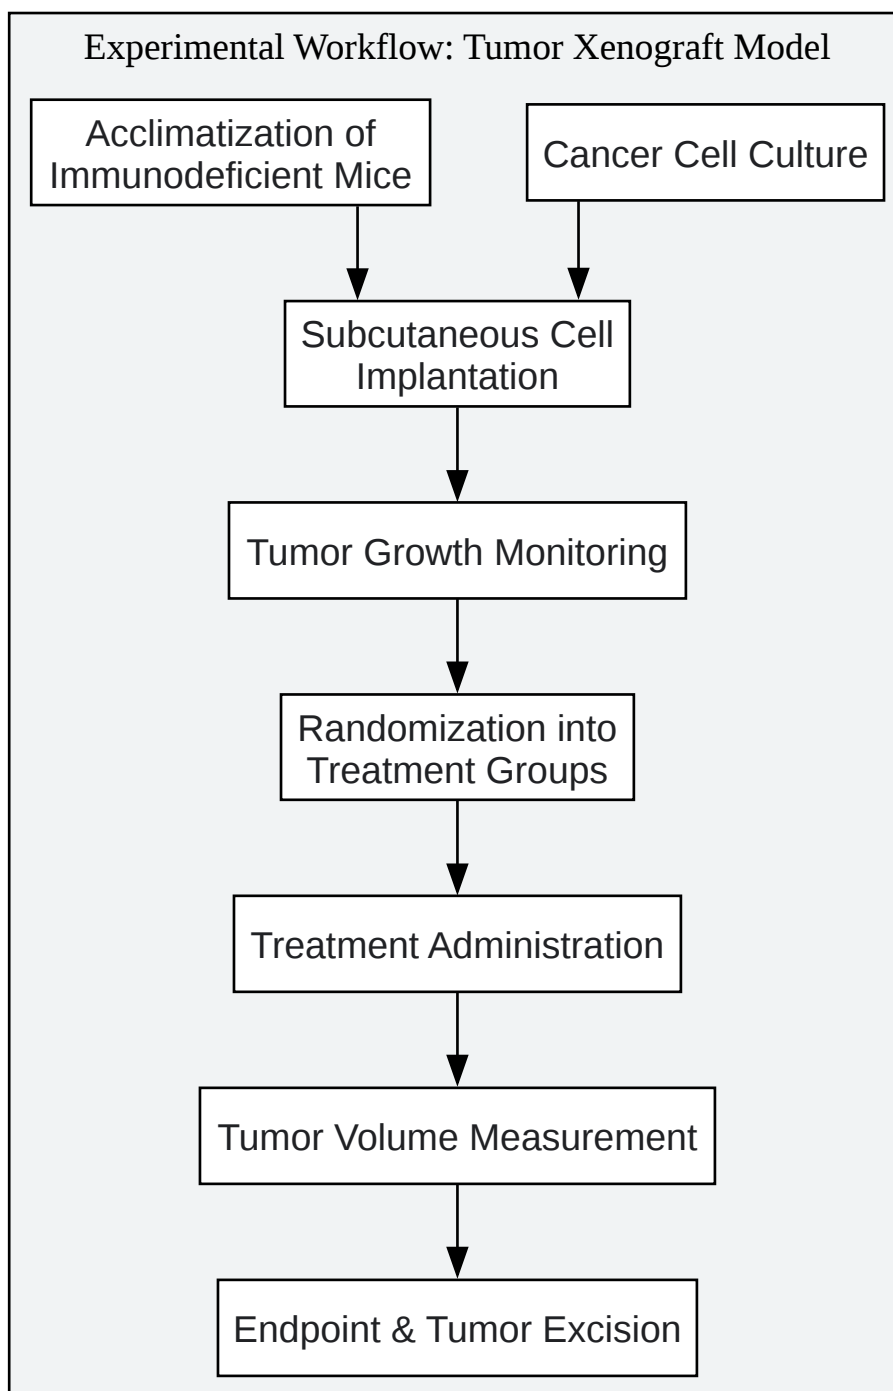 Experimental Workflow: Tumor Xenograft Model
Acclimatization of
Immunodeficient Mice
Cancer Cell Culture
Subcutaneous Cell
Implantation
Tumor Growth Monitoring
Randomization into
Treatment Groups
Treatment Administration
Tumor Volume Measurement
Endpoint & Tumor Excision